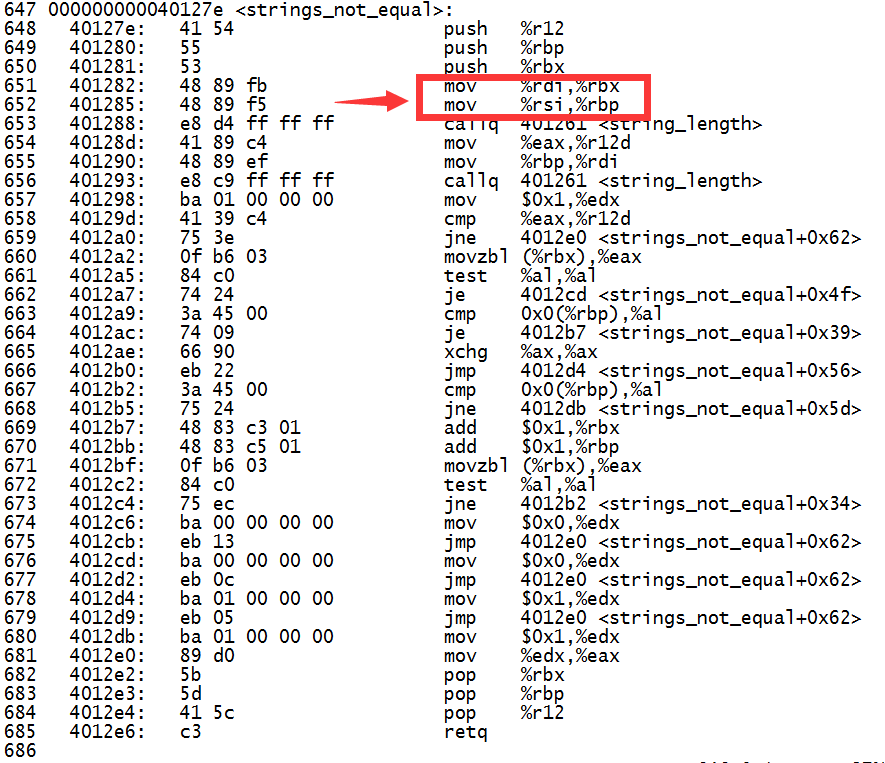 647 000000000040127e <strings_not_equal>:
648 40127e: 41 54 push %r12
649 401280: 55 push %rbp
650 401281: 53 push %rbx
651 401282: 48 89 fb mov %rdi,%rbx
652 401285: 48 89 f5 mov %rsi,%rbp
653 401288: e8 d4 ff ff ff callq 401261 <string_length>
654 40128d: 41 89 c4 mov %eax,%r12d
655 401290: 48 89 ef mov %rbp,%rdi
656 401293: e8 c9 ff ff ff callq 401261 <string_length>
657 401298: ba 01 00 00 00 mov $0x1,%edx
658 40129d: 41 39 c4 cmp %eax,%r12d
659 4012a0: 75 3e jne 4012e0 <strings_not_equal+0x62>
660 4012a2: 0f b6 03 movzbl (%rbx),%eax
661 4012a5: 84 c0 test %al,%al
662 4012a7: 74 24 je 4012cd <strings_not_equal+0x4f>
663 4012a9: 3a 45 00 cmp 0x0(%rbp),%al
664 4012ac: 74 09 je 4012b7 <strings_not_equal+0x39>
665 4012ae: 66 90 xchg %ax,%ax
666 4012b0: eb 22 jmp 4012d4 <strings_not_equal+0x56>
667 4012b2: 3a 45 00 cmp 0x0(%rbp),%al
668 4012b5: 75 24 jne 4012db <strings_not_equal+0x5d>
669 4012b7: 48 83 c3 01 add $0x1,%rbx
670 4012bb: 48 83 c5 01 add $0x1,%rbp
671 4012bf: 0f b6 03 movzbl (%rbx),%eax
672 4012c2: 84 c0 test %al,%al
673 4012c4: 75 ec jne 4012b2 <strings_not_equal+0x34>
674 4012c6: ba 00 00 00 00 mov $0x0,%edx
675 4012cb: eb 13 jmp 4012e0 <strings_not_equal+0x62>
676 4012cd: ba 00 00 00 00 mov $0x0,%edx
677 4012d2: eb 0c jmp 4012e0 <strings_not_equal+0x62>
678 4012d4: ba 01 00 00 00 mov $0x1,%edx
679 4012d9: eb 05 jmp 4012e0 <strings_not_equal+0x62>
680 4012db: ba 01 00 00 00 mov $0x1,%edx
681 4012e0: 89 d0 mov %edx,%eax
682 4012e2: 5b pop %rbx
683 4012e3: 5d pop %rbp
684 4012e4: 41 5c pop %r12
685 4012e6: c3 retq
686